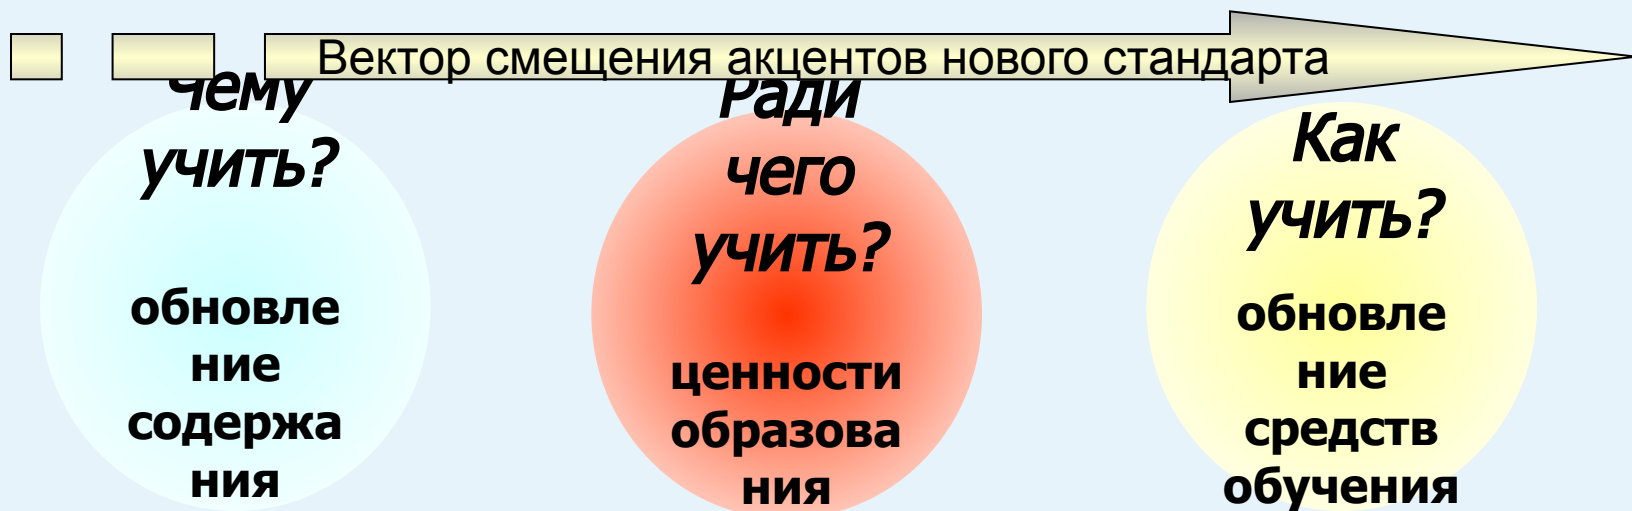 Вектор смещения акцентов нового стандарта
Чему
учить?
обновле
ние
содержа
ния
Ради
чего
учить?
ценности
образова
ния
Как
учить?
обновле
ние
средств
обучения